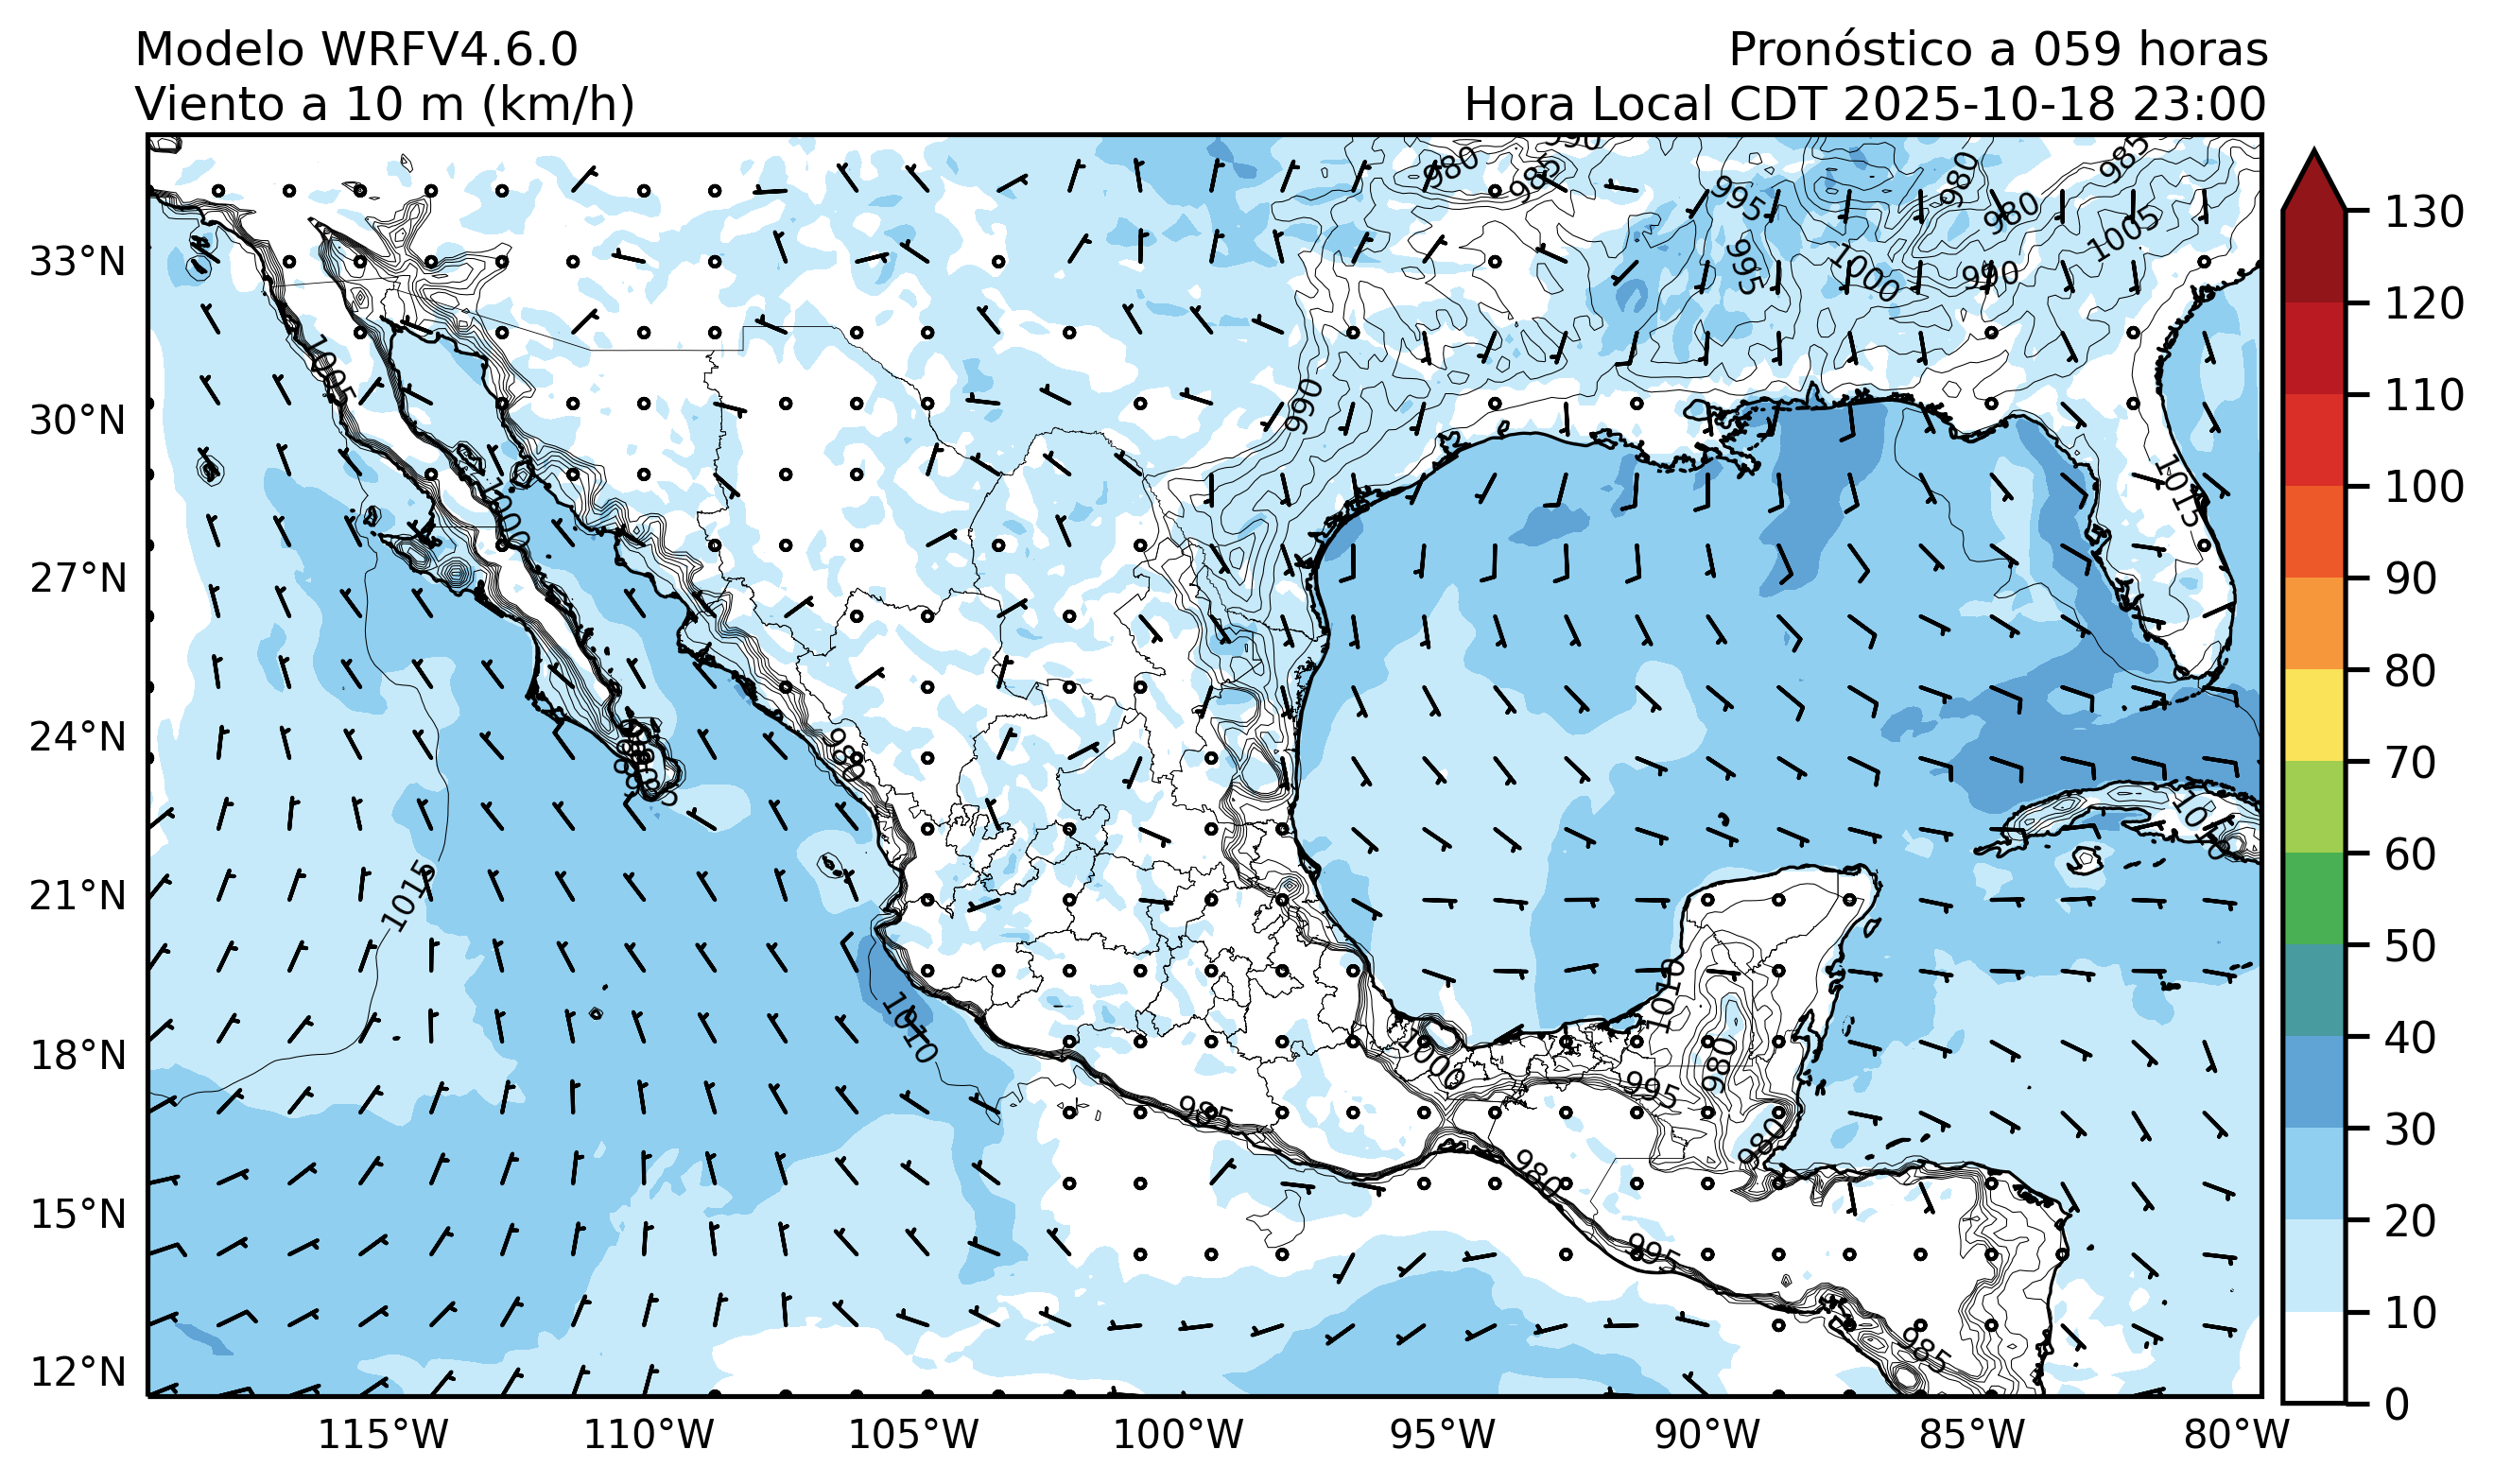 Modelo WRFV4.6.0
Pronóstico a 059 horas
Viento a 10 m (km/h)
Hora Local CDT 2025-10-18 23:00
990
980
985
980
985
995
980
1005
995
1000
990
33°N
1005
30°N
990
1015
1000
27°N
24°N
980
1010
21°N
1015
1010
1010
18°N
1000
980
995
985
980
980
15°N
995
985
12°N
115°W
110°W
105°W
100°W
95°W
90°W
85°W
80°W
130
120
110
100
90
80
70
60
50
40
30
20
10
0